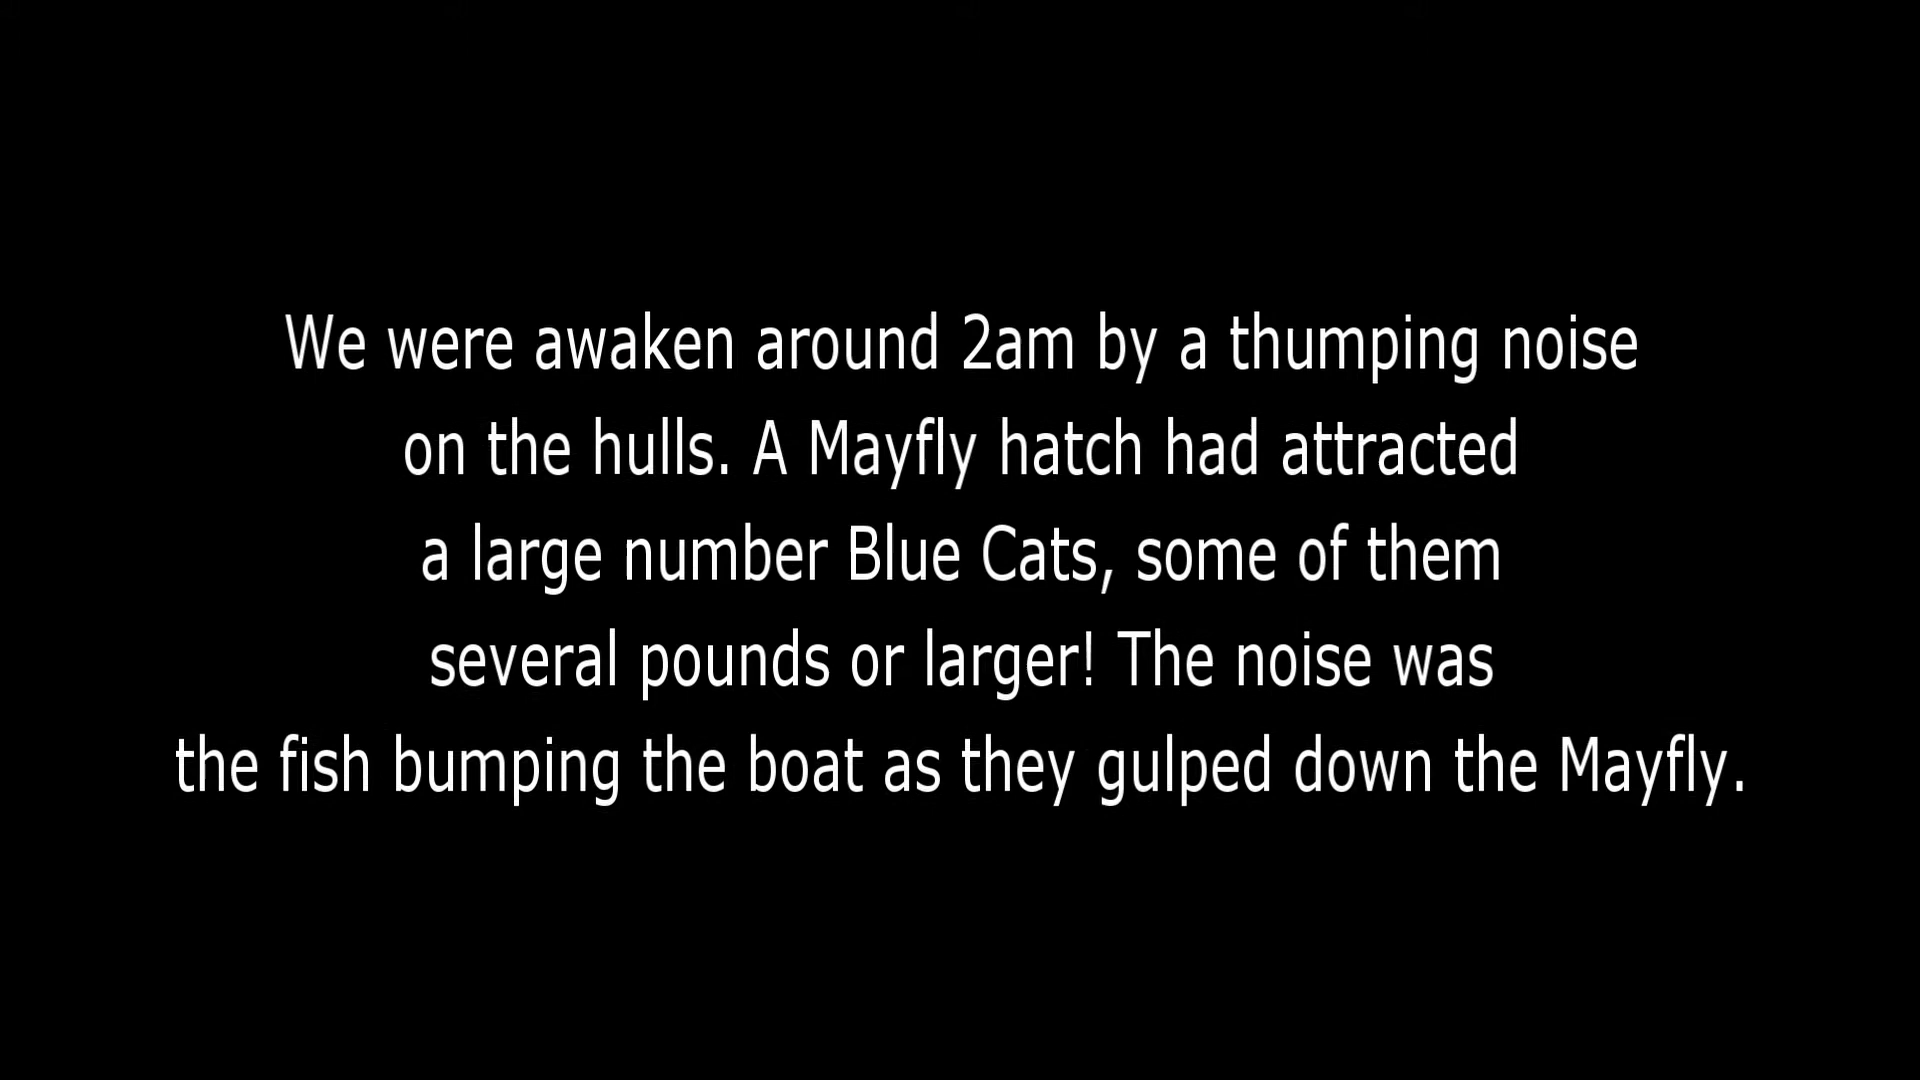 We were awaken around 2am by a thumping noise
on the hulls. A Mayfly hatch had attracted
a large number Blue Cats, some of them
several pounds or larger! The noise was
the fish bumping the boat as they gulped down the Mayfly.